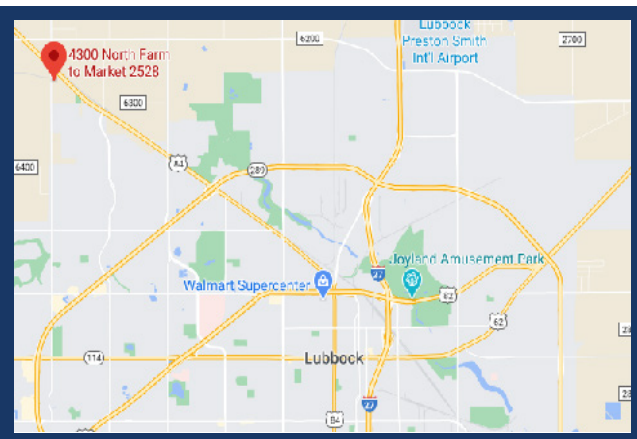 Lubbock
Preston Smith
Int'l Airport
6200
2700
4300 North Farm
to Market 2528
6300
6400
84
289
Joyland Amusement Park
27
Walmart Supercenter
82
62
114
Lubbock
27
84